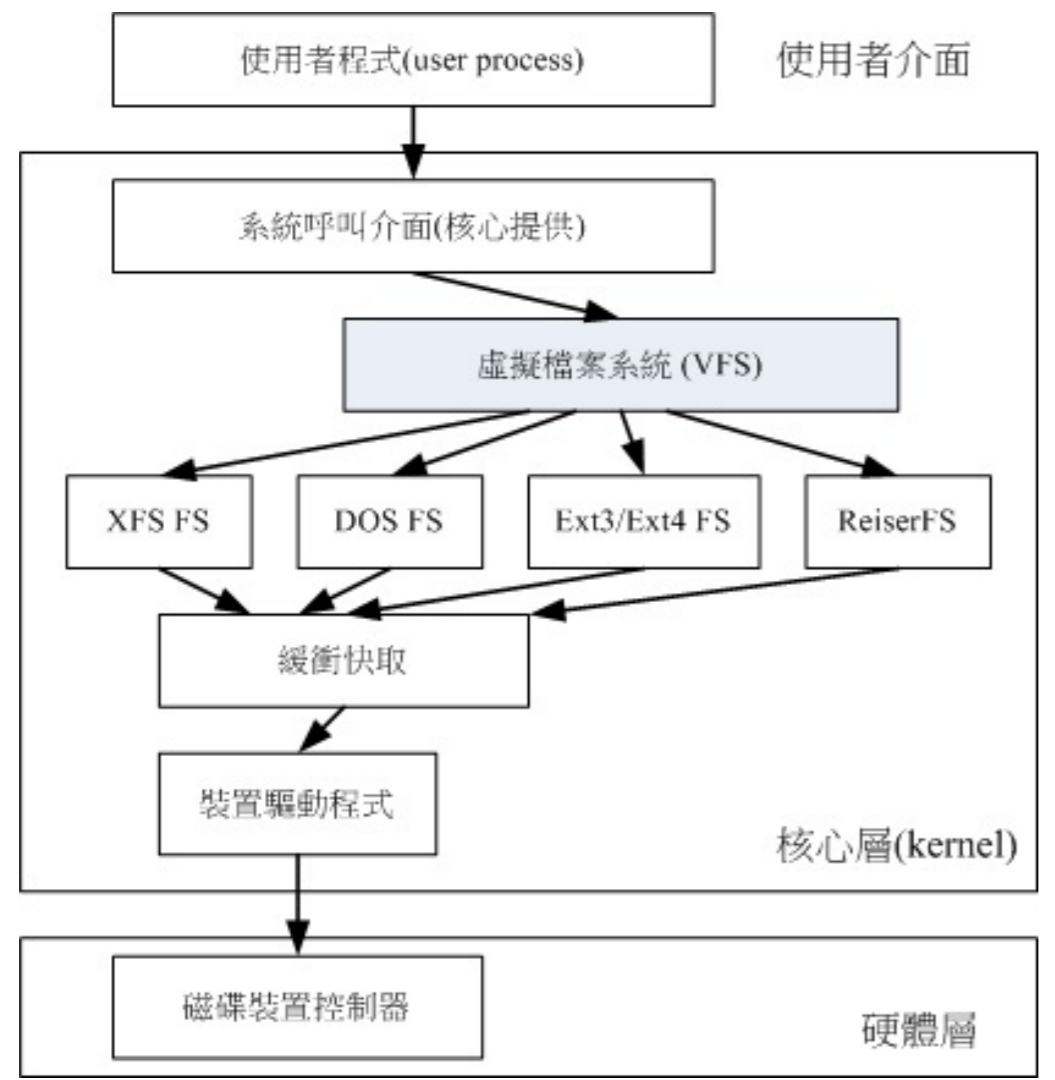 使用者程式(user process)
使用者介面
系統呼叫介面(核心提供)
虛擬檔案系統 (VFS)
XFS FS
DOS FS
Ext3/Ext4 FS
ReiserFS
緩衝快取
裝置驅動程式
核心層(kernel)
磁碟裝置控制器
硬體層